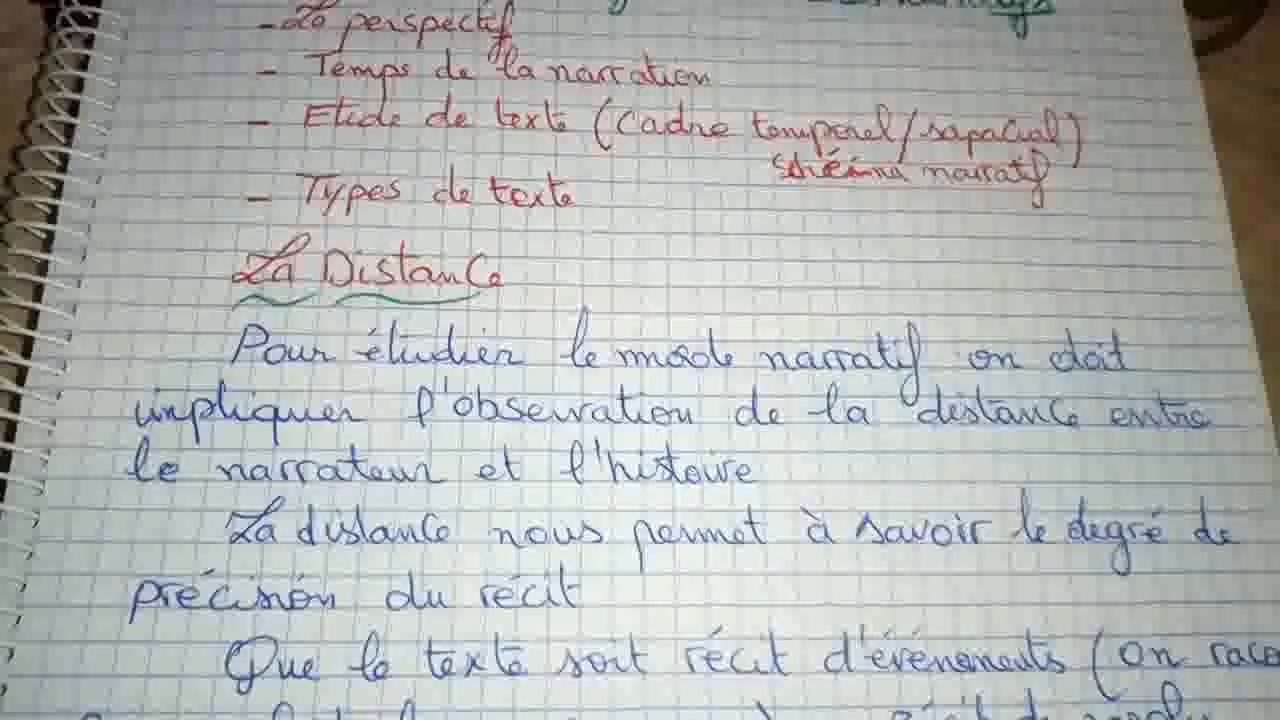 - La perspectif
- Temps de la narration
- Etude de texte (Cadre temporel/sapacial)
schéma narratif
- Types de texte
La Distance
Pour étudier le mode narratif on doit
impliquer l'observation de la distance entre
le narrateur et l'histoire
La distance nous permet à savoir le degré de
précision du récit
Que le texte soit récit d'événements (on